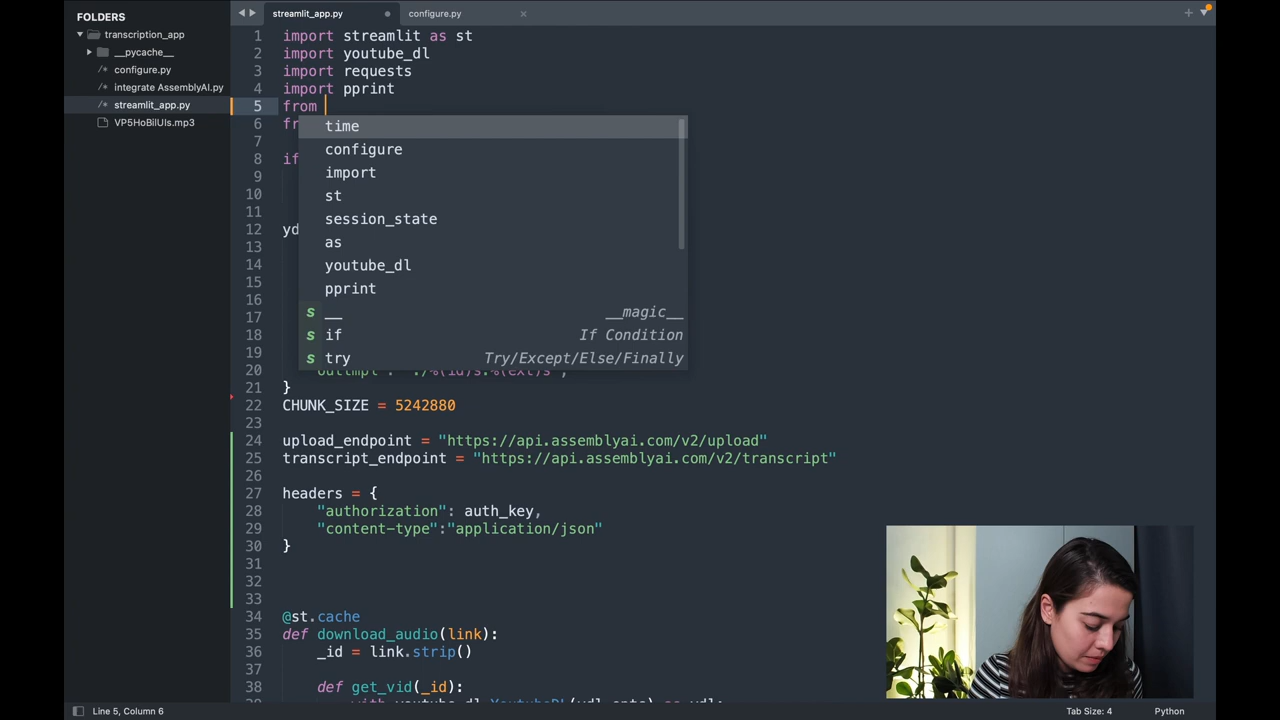 FOLDERS
transcription_app
__pycache__
configure.py
integrate AssemblyAI.py
streamlit_app.py
VP5HoBilUIs.mp3
streamlit_app.py
configure.py
1 import streamlit as st
2 import youtube_dl
3 import requests
4 import pprint
5 from
6 fr
7
8 if
9
10
11
12 yd
13
14
15
16
17
18
19
20
21 }
22 CHUNK_SIZE = 5242880
23
24 upload_endpoint = "https://api.assemblyai.com/v2/upload"
25 transcript_endpoint = "https://api.assemblyai.com/v2/transcript"
26
27 headers = {
28 "authorization": auth_key,
29 "content-type":"application/json"
30 }
31
32
33
34 @st.cache
35 def download_audio(link):
36 _id = link.strip()
37
38 def get_vid(_id):
time
configure
import
st
session_state
as
youtube_dl
pprint
s __ __magic__
s if If Condition
s try Try/Except/Else/Finally
Line 5, Column 6
Tab Size: 4
Python